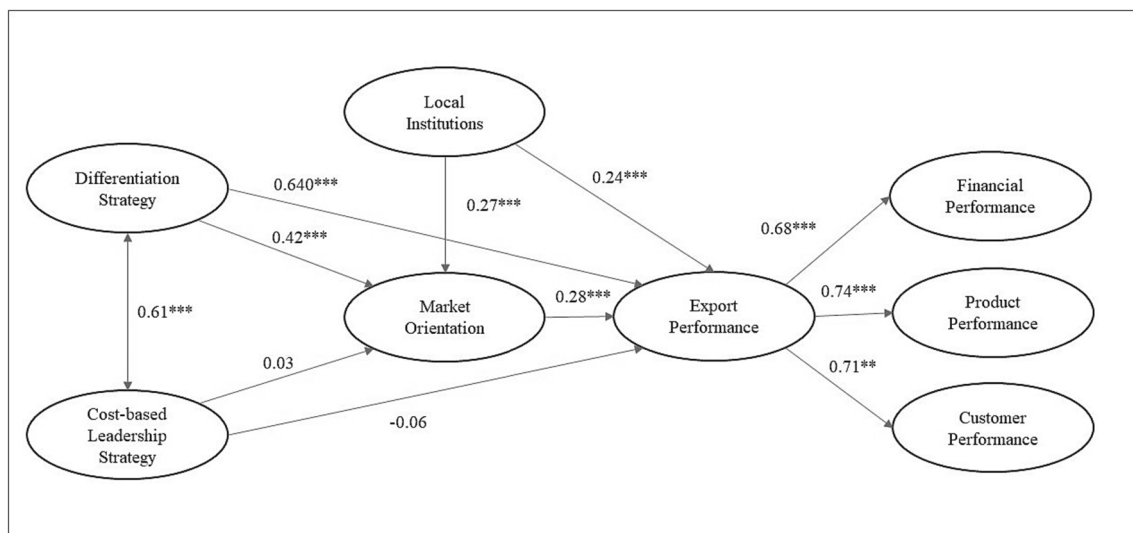 Local
Institutions
Differentiation
Strategy
0.640***
0.24***
0.27***
Financial
Performance
0.42***
0.68***
0.61***
Market
Orientation
0.28***
Export
Performance
0.74***
Product
Performance
0.03
0.71**
Cost-based
Leadership
Strategy
-0.06
Customer
Performance